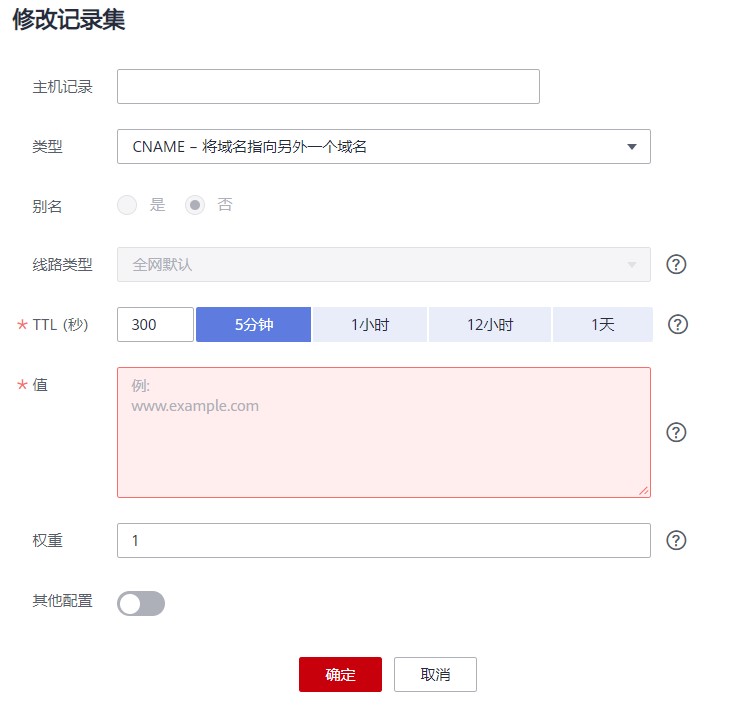 修改记录集
主机记录
类型 CNAME – 将域名指向另外一个域名
别名 是 否
线路类型 全网默认 ?
* TTL (秒) 300 5分钟 1小时 12小时 1天 ?
* 值 例:
www.example.com
?
权重 1 ?
其他配置
确定 取消